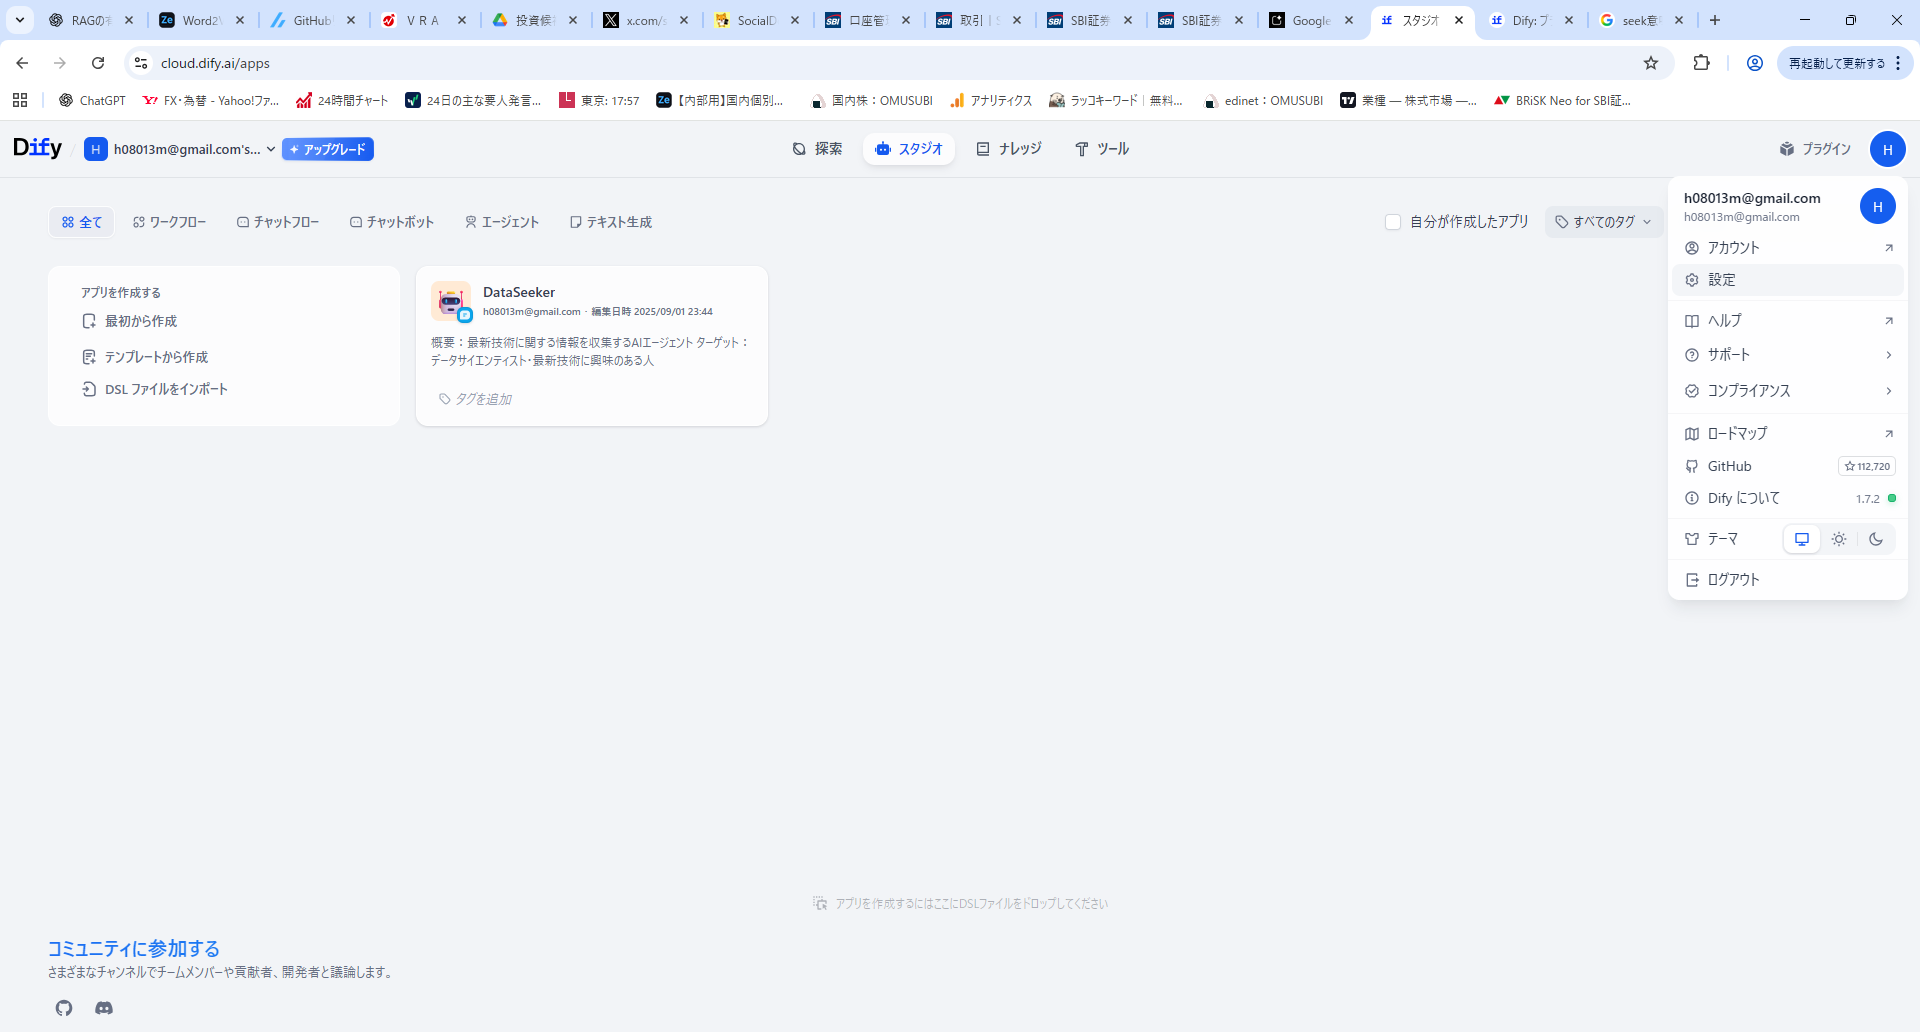 RAGの
Word2
GitHub
V R A
投資候
x.com/s
SocialD
SBI 口座管
SBI 取引 | S
SBI SBI証券
SBI SBI証券
Google
スタジオ
Dify: プ
seek意
cloud.dify.ai/apps
再起動して更新する
ChatGPT
FX・為替 - Yahoo!ファ...
24時間チャート
24日の主な要人発言...
東京: 17:57
【内部用】国内個別...
国内株：OMUSUBI
アナリティクス
ラッコキーワード｜無料...
edinet：OMUSUBI
業種 — 株式市場 —...
BRiSK Neo for SBI証...
Dify
H h08013m@gmail.com's...
アップグレード
探索
スタジオ
ナレッジ
ツール
プラグイン
H
全て
ワークフロー
チャットフロー
チャットボット
エージェント
テキスト生成
自分が作成したアプリ
すべてのタグ
アプリを作成する
最初から作成
テンプレートから作成
DSL ファイルをインポート
DataSeeker
h08013m@gmail.com · 編集日時 2025/09/01 23:44
概要：最新技術に関する情報を収集するAIエージェント ターゲット：
データサイエンティスト・最新技術に興味のある人
タグを追加
h08013m@gmail.com
h08013m@gmail.com
H
アカウント
設定
ヘルプ
サポート
コンプライアンス
ロードマップ
GitHub
112,720
Dify について
1.7.2
テーマ
ログアウト
アプリを作成するにはここにDSLファイルをドロップしてください
コミュニティに参加する
さまざまなチャンネルでチームメンバーや貢献者、開発者と議論します。